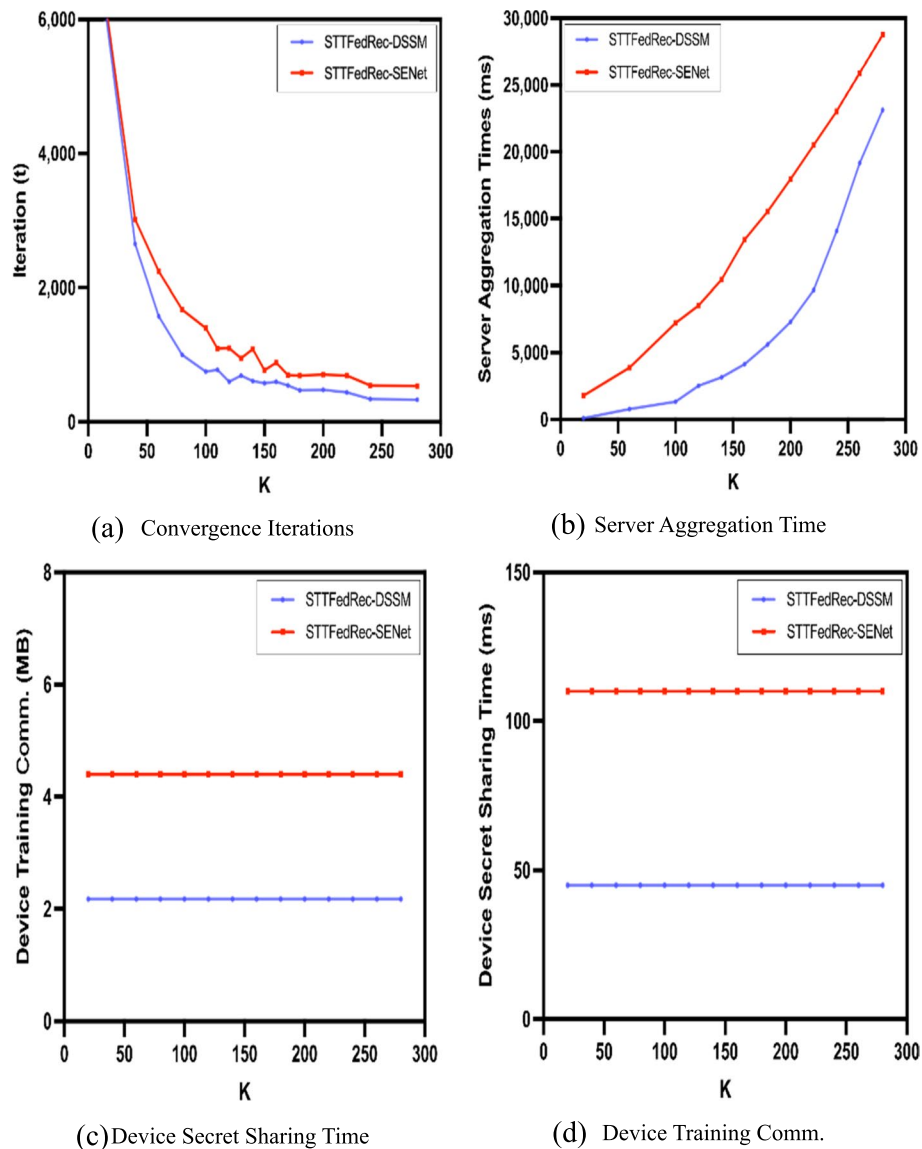 6,000
4,000
2,000
0
Iteration (t)
STTFedRec-DSSM
STTFedRec-SENet
0 50 100 150 200 250 300
K
(a) Convergence Iterations
30,000
25,000
20,000
15,000
10,000
5,000
0
Server Aggregation Times (ms)
STTFedRec-DSSM
STTFedRec-SENet
0 50 100 150 200 250 300
K
(b) Server Aggregation Time
8
6
4
2
0
Device Training Comm. (MB)
STTFedRec-DSSM
STTFedRec-SENet
0 50 100 150 200 250 300
K
(c) Device Secret Sharing Time
150
100
50
0
Device Secret Sharing Time (ms)
STTFedRec-DSSM
STTFedRec-SENet
0 50 100 150 200 250 300
K
(d) Device Training Comm.